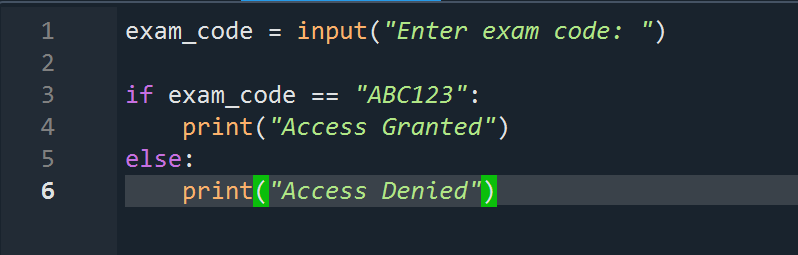 1 exam_code = input("Enter exam code: ")
2
3 if exam_code == "ABC123":
4     print("Access Granted")
5 else:
6     print("Access Denied")